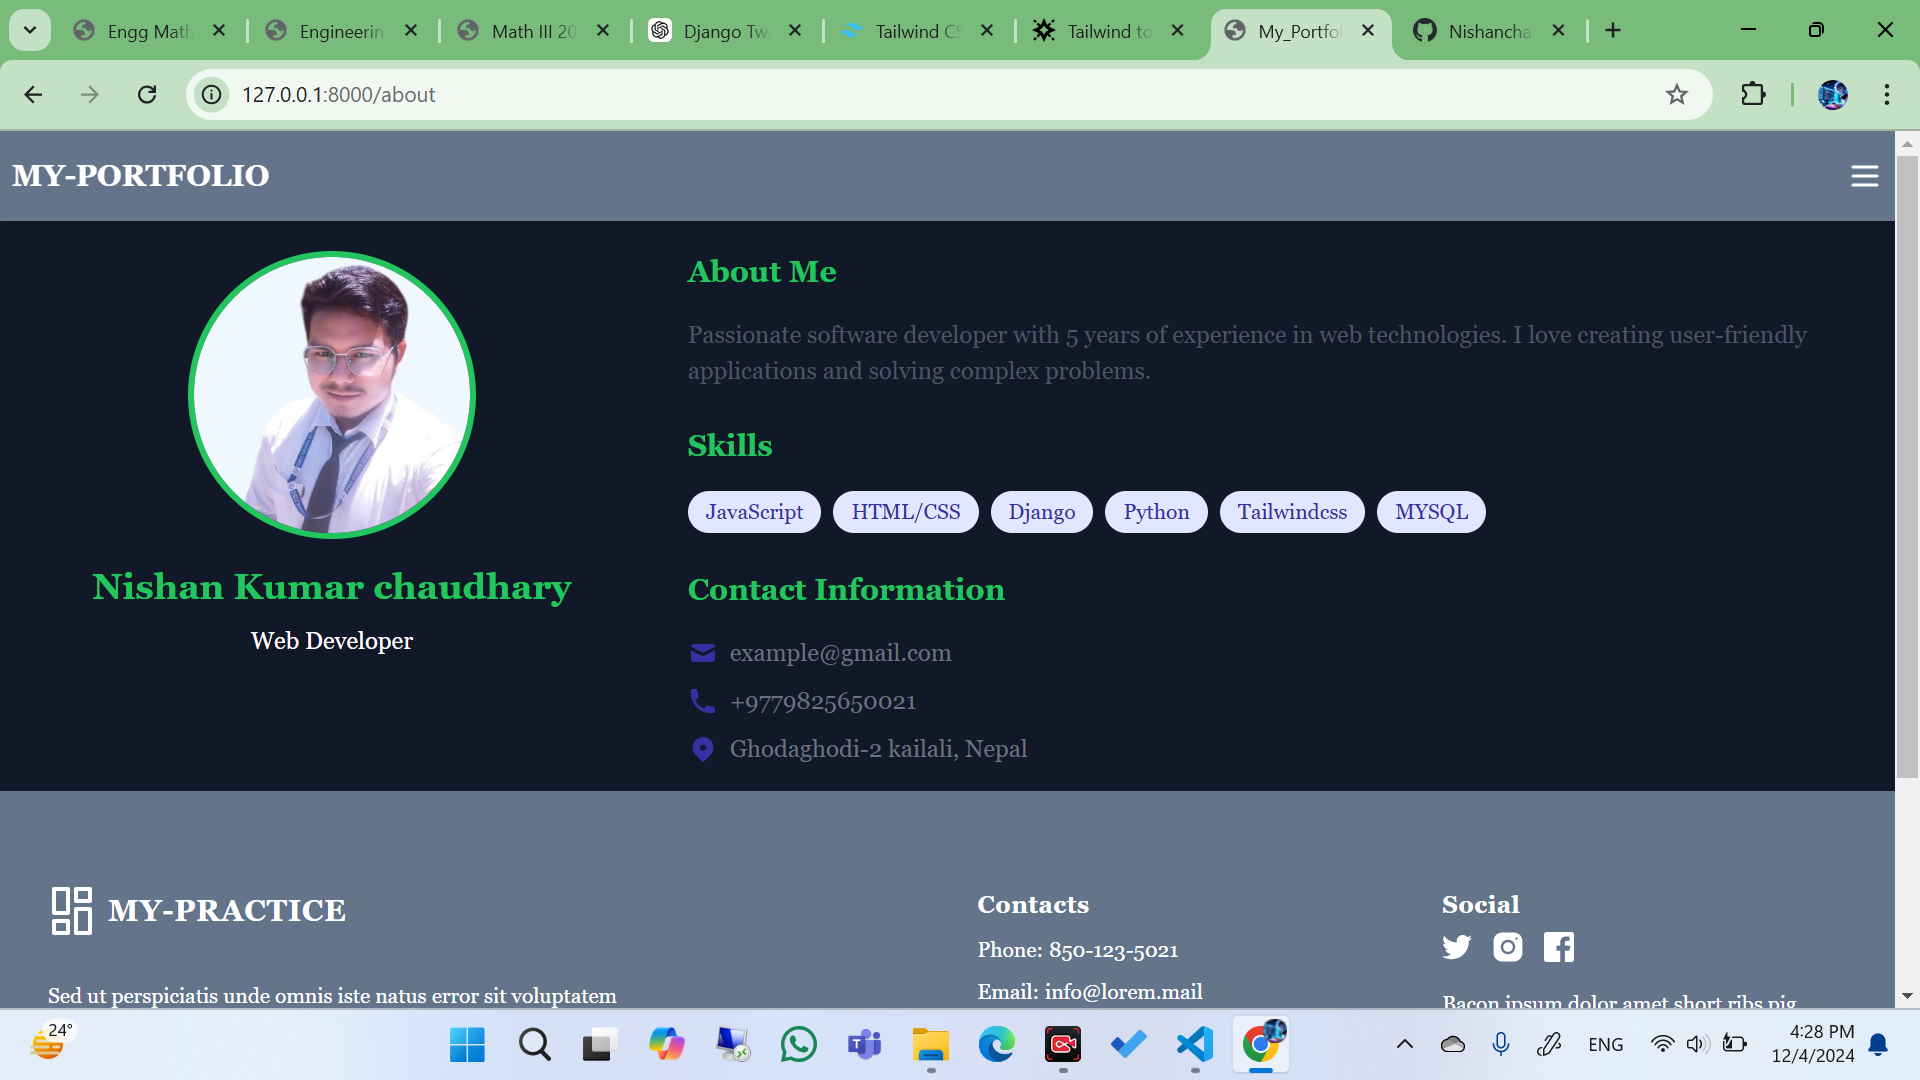 Engg Math
Engineerin
Math III 20
Django Tw
Tailwind CS
Tailwind to
My_Portfol
Nishancha
127.0.0.1:8000/about
MY-PORTFOLIO
About Me
Passionate software developer with 5 years of experience in web technologies. I love creating user-friendly
applications and solving complex problems.
Skills
JavaScript HTML/CSS Django Python Tailwindcss MYSQL
Nishan Kumar chaudhary
Web Developer
Contact Information
example@gmail.com
+9779825650021
Ghodaghodi-2 kailali, Nepal
MY-PRACTICE
Sed ut perspiciatis unde omnis iste natus error sit voluptatem
Contacts
Phone: 850-123-5021
Email: info@lorem.mail
Social
Bacon ipsum dolor amet short ribs pig
24°
ENG
4:28 PM
12/4/2024